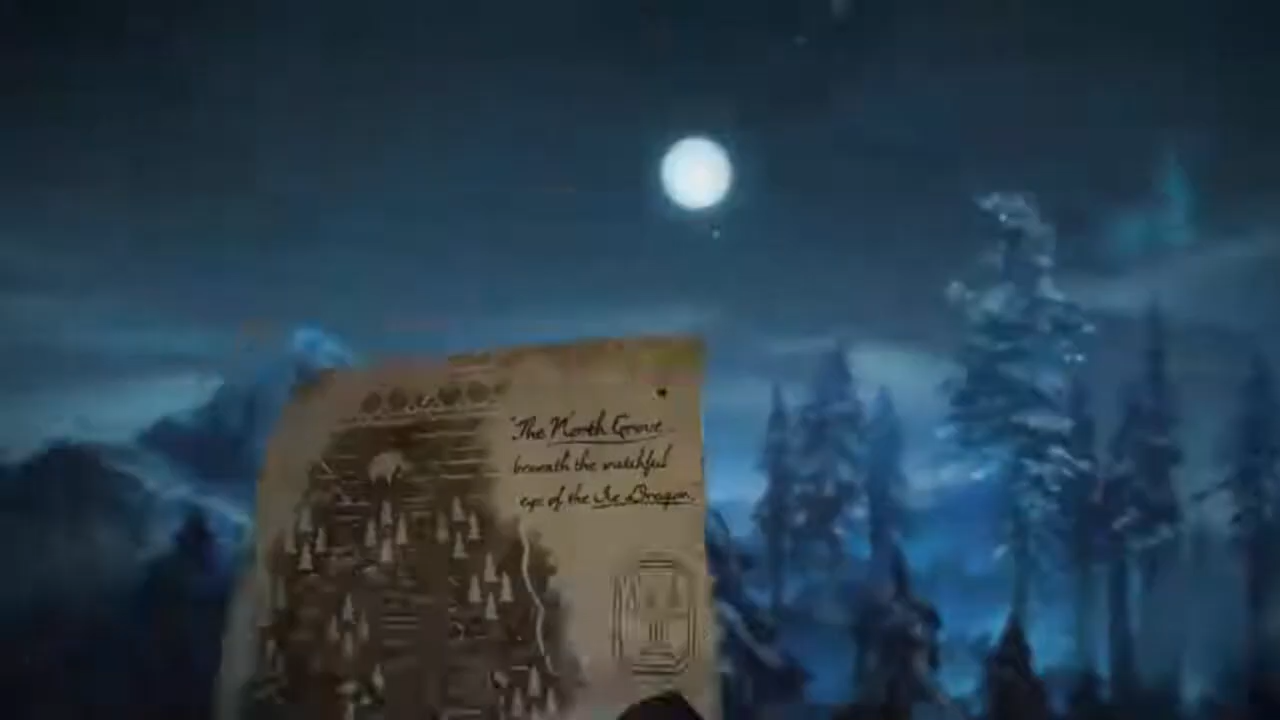 "The North Grove
beneath the watchful
eye of the Ice Dragon.